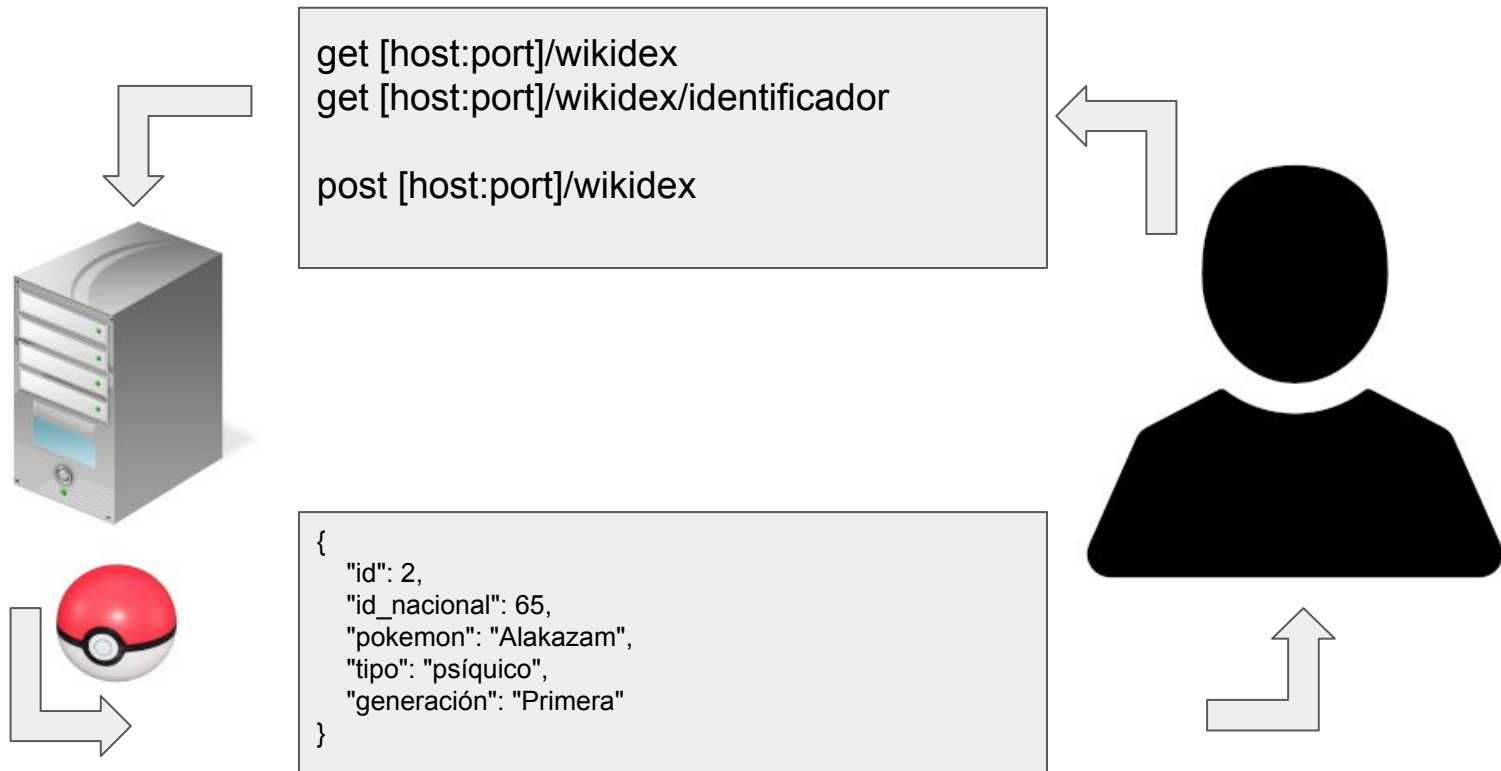 get [host:port]/wikidex
get [host:port]/wikidex/identificador
post [host:port]/wikidex
{
"id": 2,
"id_nacional": 65,
"pokemon": "Alakazam",
"tipo": "psíquico",
"generación": "Primera"
}